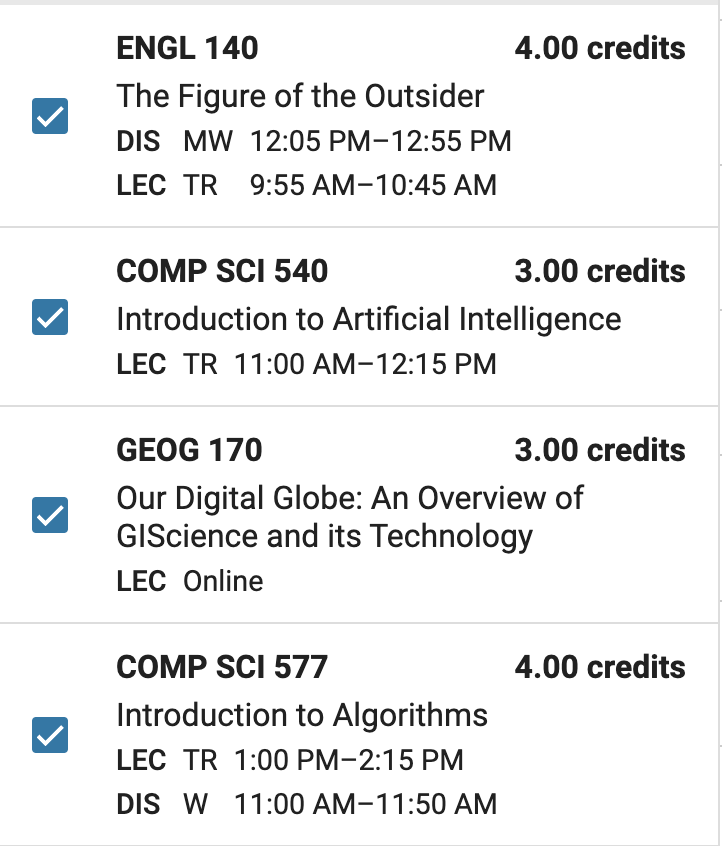 ENGL 140 4.00 credits
The Figure of the Outsider
DIS MW 12:05 PM–12:55 PM
LEC TR 9:55 AM–10:45 AM
COMP SCI 540 3.00 credits
Introduction to Artificial Intelligence
LEC TR 11:00 AM–12:15 PM
GEOG 170 3.00 credits
Our Digital Globe: An Overview of
GIScience and its Technology
LEC Online
COMP SCI 577 4.00 credits
Introduction to Algorithms
LEC TR 1:00 PM–2:15 PM
DIS W 11:00 AM–11:50 AM